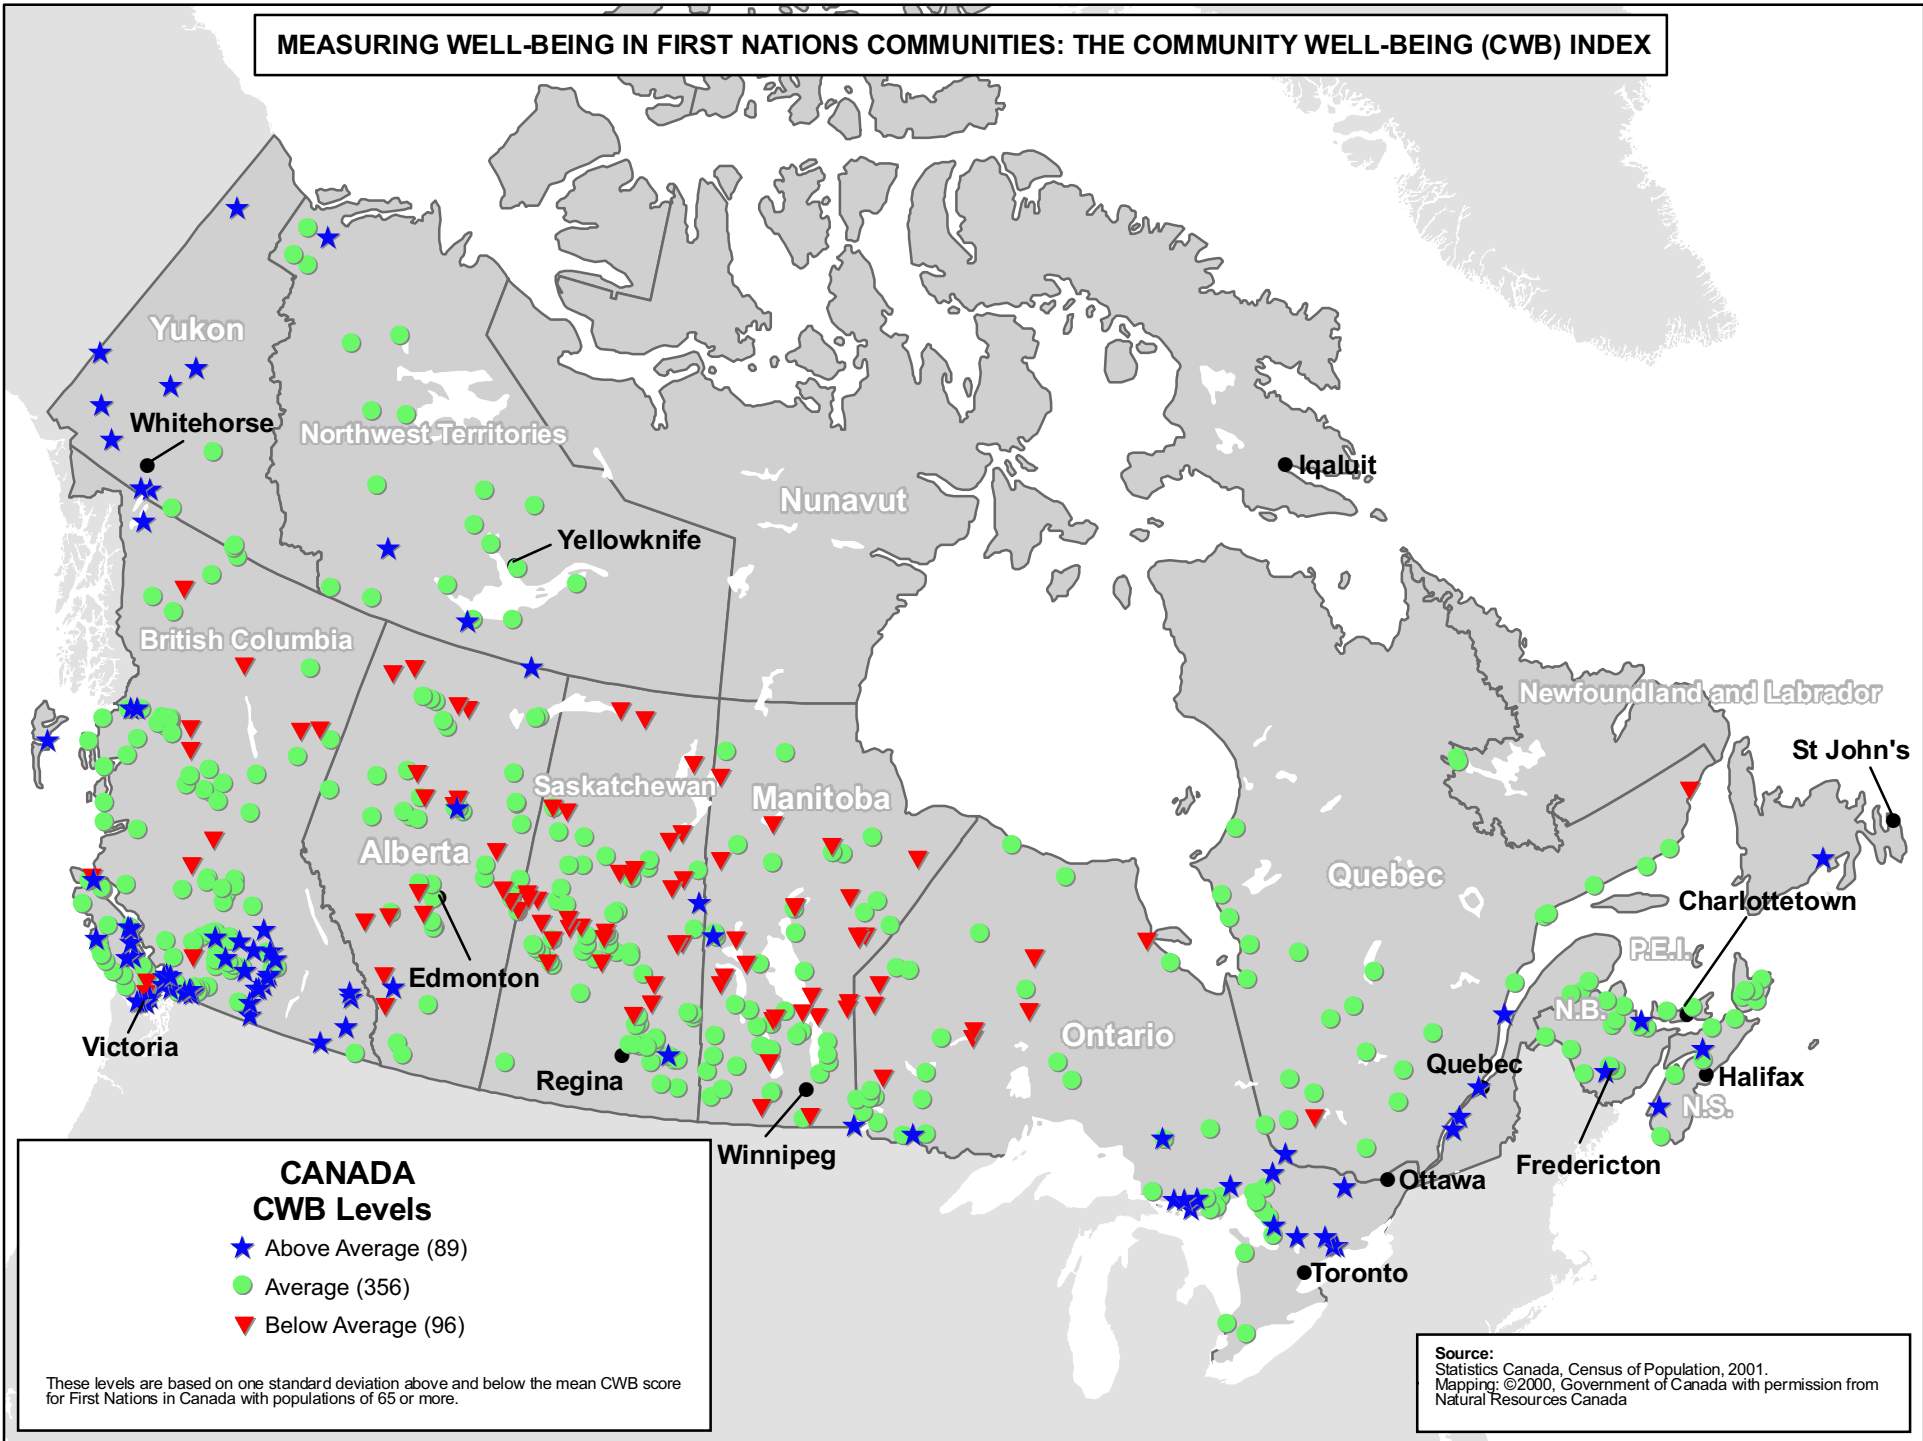 MEASURING WELL-BEING IN FIRST NATIONS COMMUNITIES: THE COMMUNITY WELL-BEING (CWB) INDEX
Yukon
Whitehorse
Northwest Territories
Iqaluit
Nunavut
Yellowknife
British Columbia
Newfoundland and Labrador
St John's
Saskatchewan
Manitoba
Alberta
Quebec
Charlottetown
P.E.I.
Edmonton
N.B.
Ontario
Victoria
Quebec
Regina
Halifax
N.S.
Winnipeg
Fredericton
Ottawa
Toronto
CANADA
CWB Levels
Above Average (89)
Average (356)
Below Average (96)
These levels are based on one standard deviation above and below the mean CWB score
for First Nations in Canada with populations of 65 or more.
Source:
Statistics Canada, Census of Population, 2001.
Mapping: ©2000, Government of Canada with permission from
Natural Resources Canada